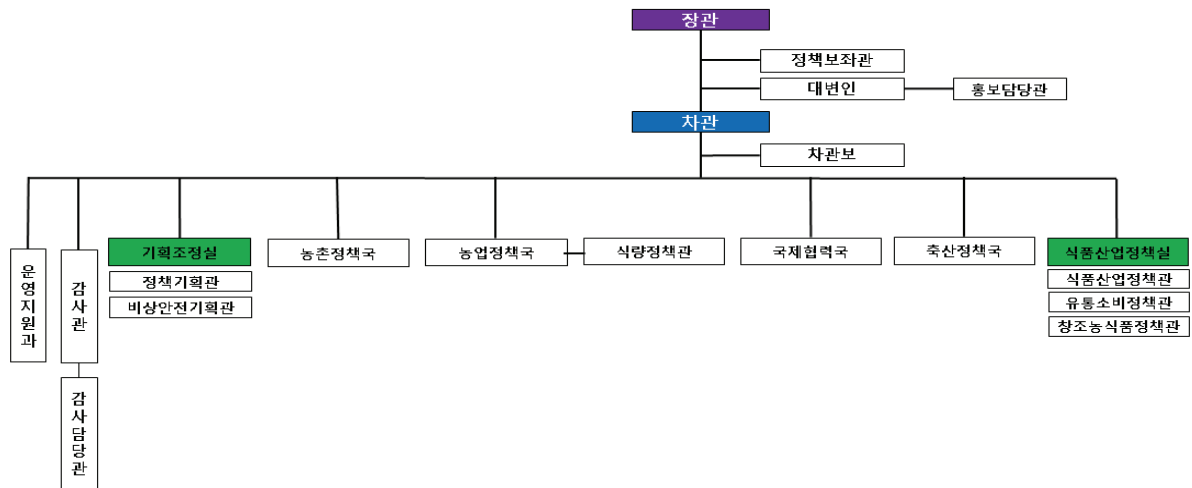 장관
정책보좌관
대변인
홍보담당관
차관
차관보
운영지원과
감사관
감사담당관
기획조정실
정책기획관
비상안전기획관
농촌정책국
농업정책국
식량정책관
국제협력국
축산정책국
식품산업정책실
식품산업정책관
유통소비정책관
창조농식품정책관